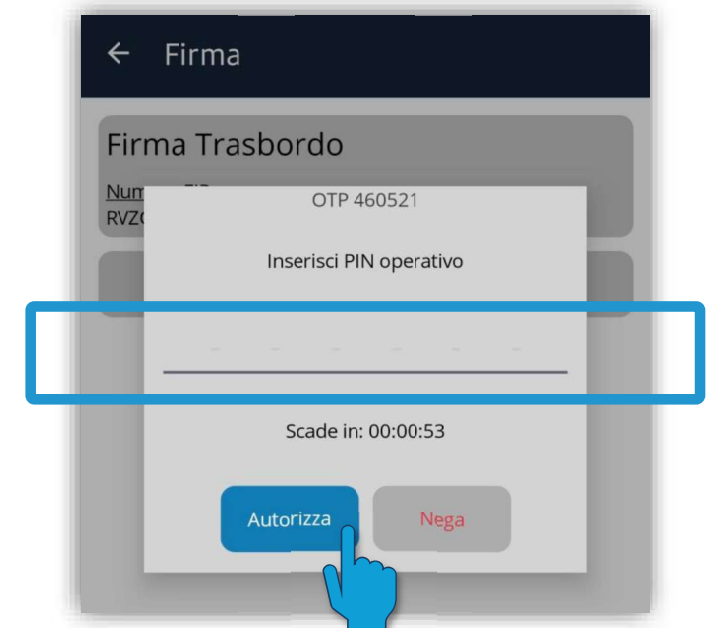 Firma
Firma Trasbordo
OTP 460521
Inserisci PIN operativo
Scade in: 00:00:53
Autorizza
Nega